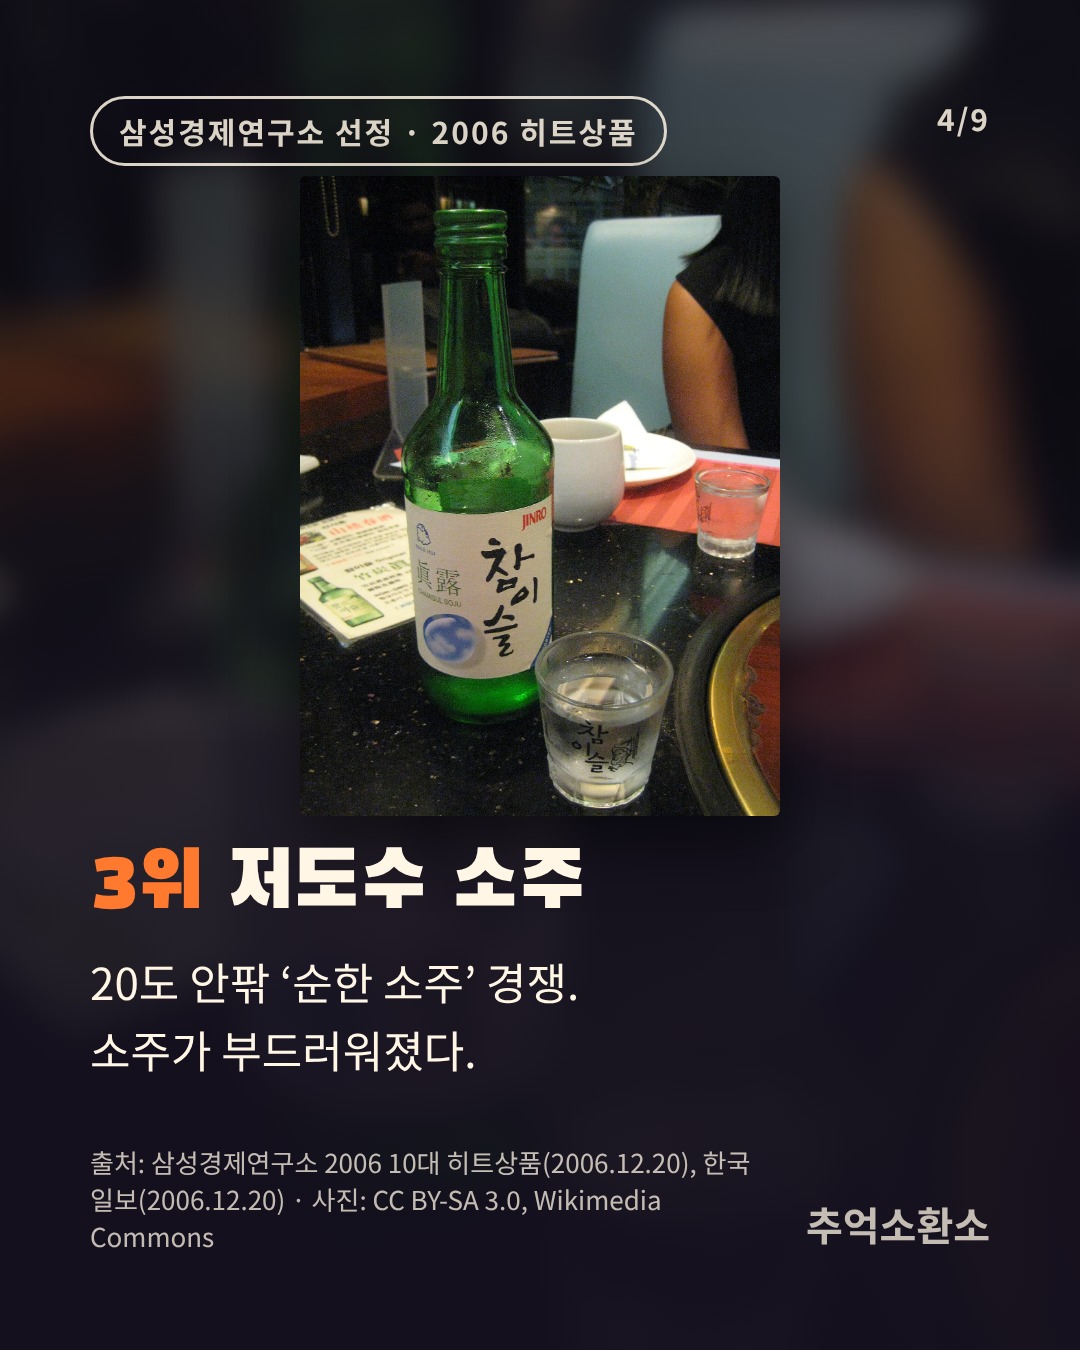 삼성경제연구소 선정 · 2006 히트상품
4/9
JINRO
眞露
CHAMISUL SOJU
참이슬
참이슬
3위 저도수 소주
20도 안팎 ‘순한 소주’ 경쟁.
소주가 부드러워졌다.
출처: 삼성경제연구소 2006 10대 히트상품(2006.12.20), 한국
일보(2006.12.20) · 사진: CC BY-SA 3.0, Wikimedia
Commons
추억소환소